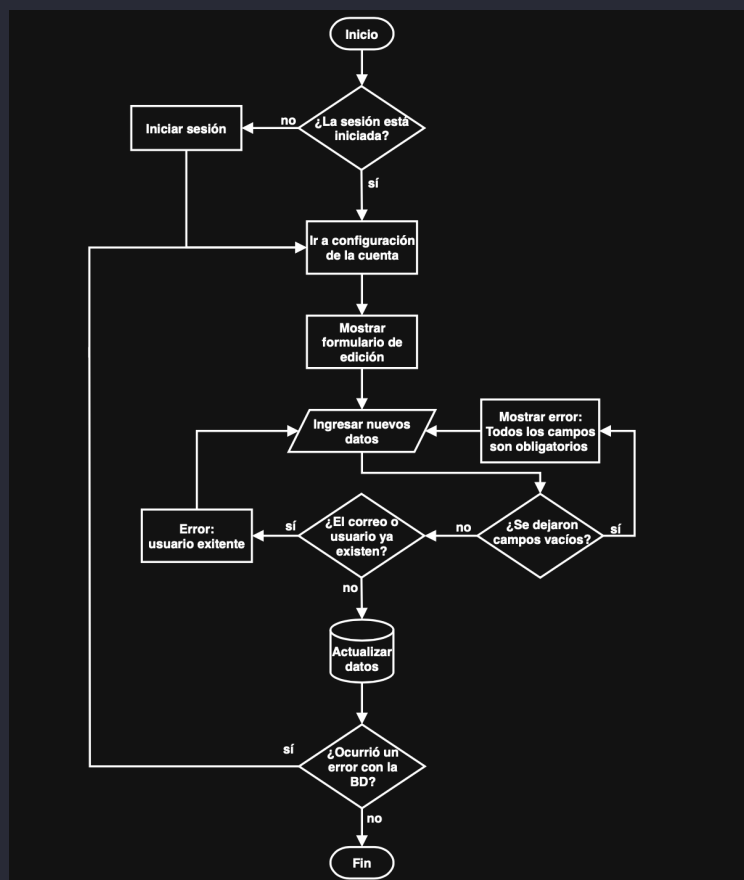 Inicio
¿La sesión está
iniciada?
no
Iniciar sesión
sí
Ir a configuración
de la cuenta
Mostrar
formulario de
edición
Ingresar nuevos
datos
Mostrar error:
Todos los campos
son obligatorios
¿Se dejaron
campos vacíos?
sí
no
¿El correo o
usuario ya
existen?
sí
Error:
usuario exitente
no
Actualizar
datos
¿Ocurrió un
error con la
BD?
sí
no
Fin